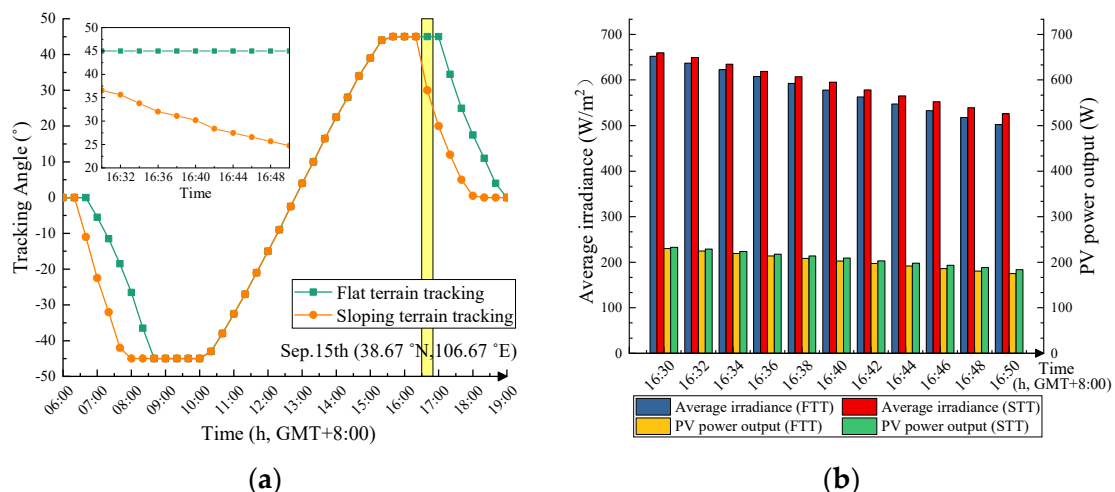 50
40
30
20
10
0
-10
-20
-30
-40
-50
Tracking Angle (°)
50
45
40
35
30
25
20
16:32 16:36 16:40 16:44 16:48
Time
Flat terrain tracking
Sloping terrain tracking
Sep.15th (38.67 °N,106.67 °E)
06:00 07:00 08:00 09:00 10:00 11:00 12:00 13:00 14:00 15:00 16:00 17:00 18:00 19:00
Time (h, GMT+8:00)
(a)
700
600
500
400
300
200
100
0
Average irradiance (W/m²)
700
600
500
400
300
200
100
0
PV power output (W)
16:30 16:32 16:34 16:36 16:38 16:40 16:42 16:44 16:46 16:48 16:50
Time
(h, GMT+8:00)
Average irradiance (FTT) Average irradiance (STT)
PV power output (FTT) PV power output (STT)
(b)